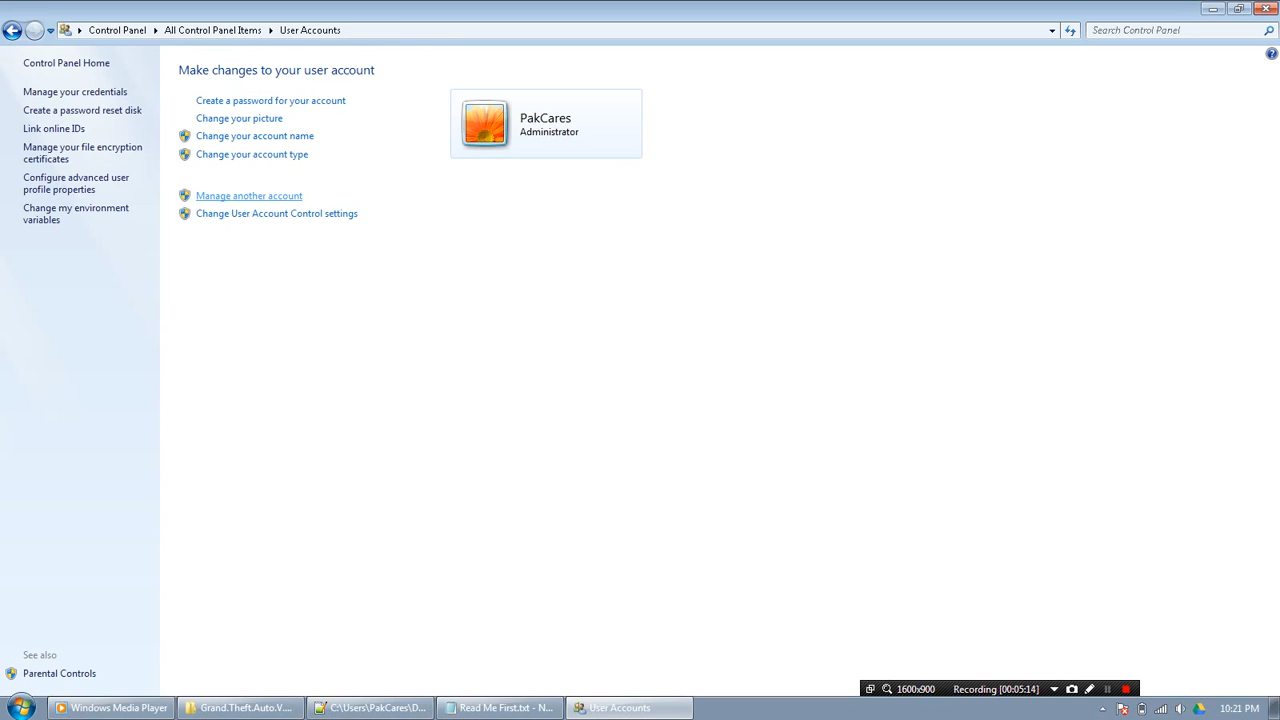 Control Panel
All Control Panel Items
User Accounts
Search Control Panel
Control Panel Home
Manage your credentials
Create a password reset disk
Link online IDs
Manage your file encryption
certificates
Configure advanced user
profile properties
Change my environment
variables
Make changes to your user account
Create a password for your account
Change your picture
Change your account name
Change your account type
Manage another account
Change User Account Control settings
PakCares
Administrator
See also
Parental Controls
1600x900
Recording [00:05:14]
Windows Media Player
Grand.Theft.Auto.V....
C:\Users\PakCares\D...
Read Me First.txt - N...
User Accounts
10:21 PM